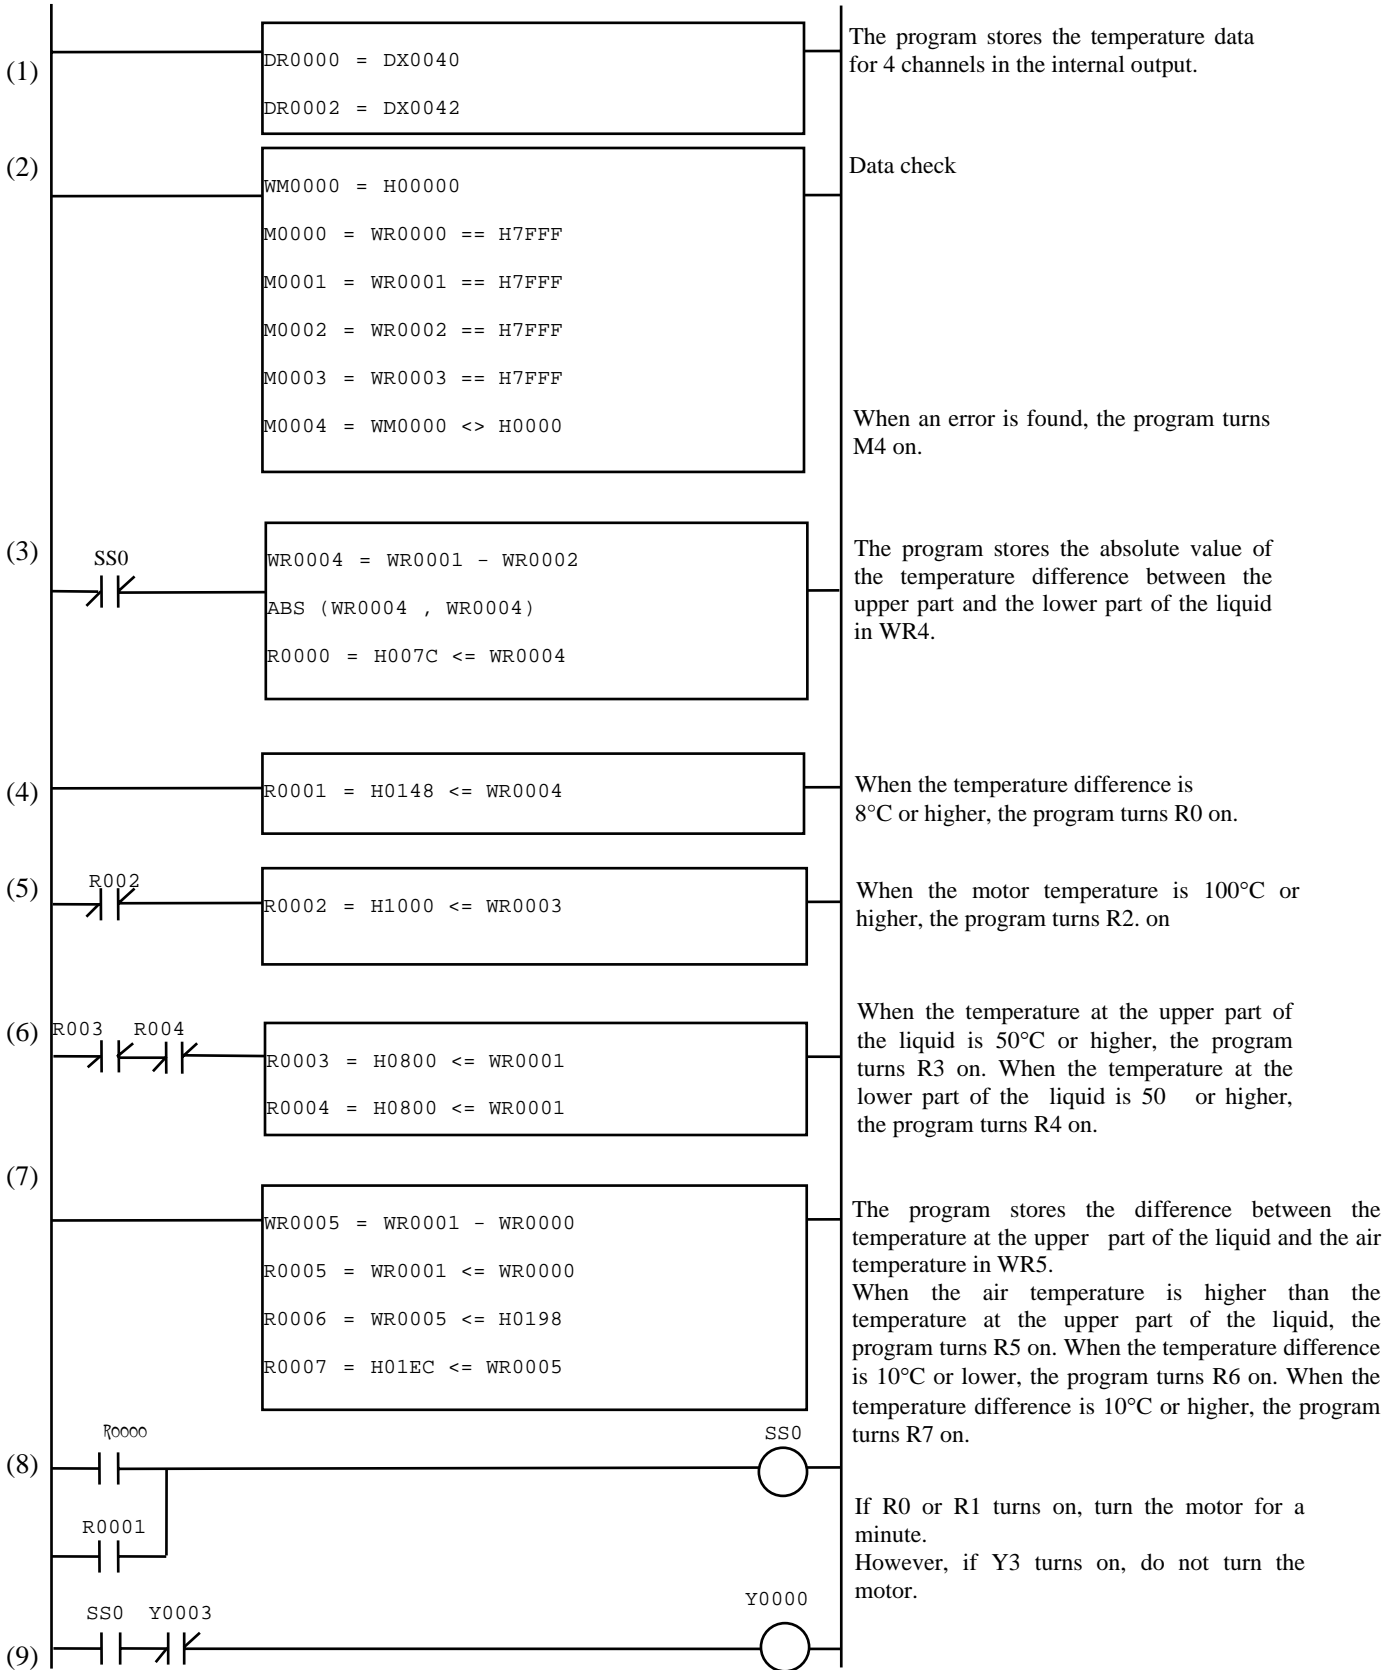 (1)
DR0000 = DX0040
DR0002 = DX0042
The program stores the temperature data
for 4 channels in the internal output.
(2)
WM0000 = H00000
M0000 = WR0000 == H7FFF
M0001 = WR0001 == H7FFF
M0002 = WR0002 == H7FFF
M0003 = WR0003 == H7FFF
M0004 = WM0000 <> H0000
Data check
When an error is found, the program turns
M4 on.
(3)
SS0
WR0004 = WR0001 - WR0002
ABS (WR0004 , WR0004)
R0000 = H007C <= WR0004
The program stores the absolute value of
the temperature difference between the
upper part and the lower part of the liquid
in WR4.
(4)
R0001 = H0148 <= WR0004
When the temperature difference is
8°C or higher, the program turns R0 on.
(5)
R002
R0002 = H1000 <= WR0003
When the motor temperature is 100°C or
higher, the program turns R2. on
(6)
R003 R004
R0003 = H0800 <= WR0001
R0004 = H0800 <= WR0001
When the temperature at the upper part of
the liquid is 50°C or higher, the program
turns R3 on. When the temperature at the
lower part of the liquid is 50 or higher,
the program turns R4 on.
(7)
WR0005 = WR0001 - WR0000
R0005 = WR0001 <= WR0000
R0006 = WR0005 <= H0198
R0007 = H01EC <= WR0005
The program stores the difference between the
temperature at the upper part of the liquid and the air
temperature in WR5.
When the air temperature is higher than the
temperature at the upper part of the liquid, the
program turns R5 on. When the temperature difference
is 10°C or lower, the program turns R6 on. When the
temperature difference is 10°C or higher, the program
turns R7 on.
(8)
R0000
SS0
R0001
If R0 or R1 turns on, turn the motor for a
minute.
However, if Y3 turns on, do not turn the
motor.
(9)
SS0 Y0003
Y0000